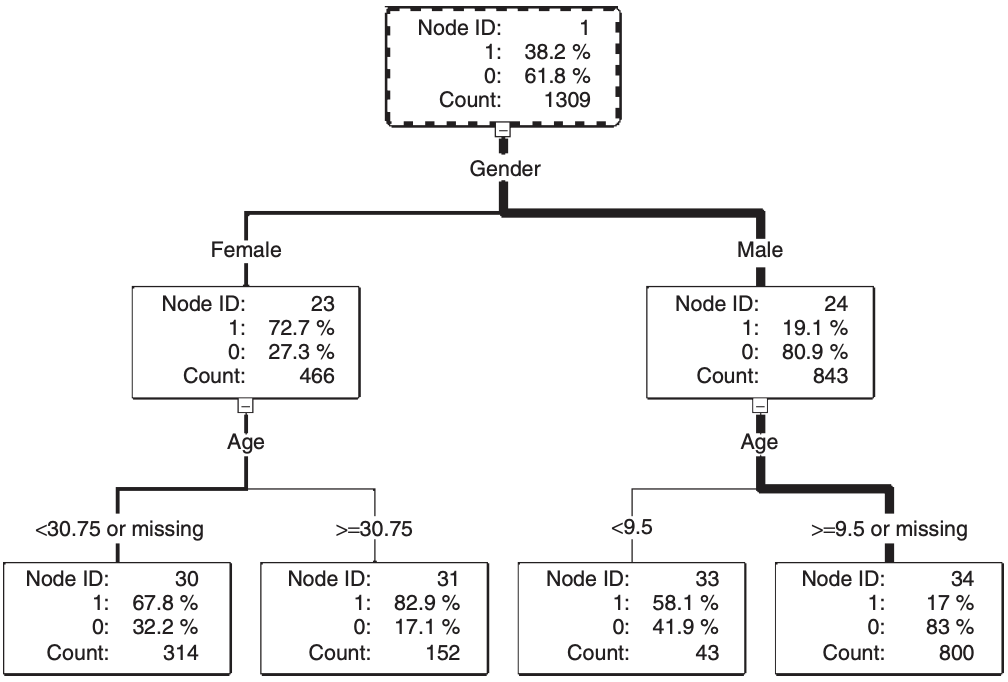 Node ID: 1
1: 38.2 %
0: 61.8 %
Count: 1309
Gender
Female
Male
Node ID: 23
1: 72.7 %
0: 27.3 %
Count: 466
Node ID: 24
1: 19.1 %
0: 80.9 %
Count: 843
Age
Age
<30.75 or missing
>=30.75
<9.5
>=9.5 or missing
Node ID: 30
1: 67.8 %
0: 32.2 %
Count: 314
Node ID: 31
1: 82.9 %
0: 17.1 %
Count: 152
Node ID: 33
1: 58.1 %
0: 41.9 %
Count: 43
Node ID: 34
1: 17 %
0: 83 %
Count: 800